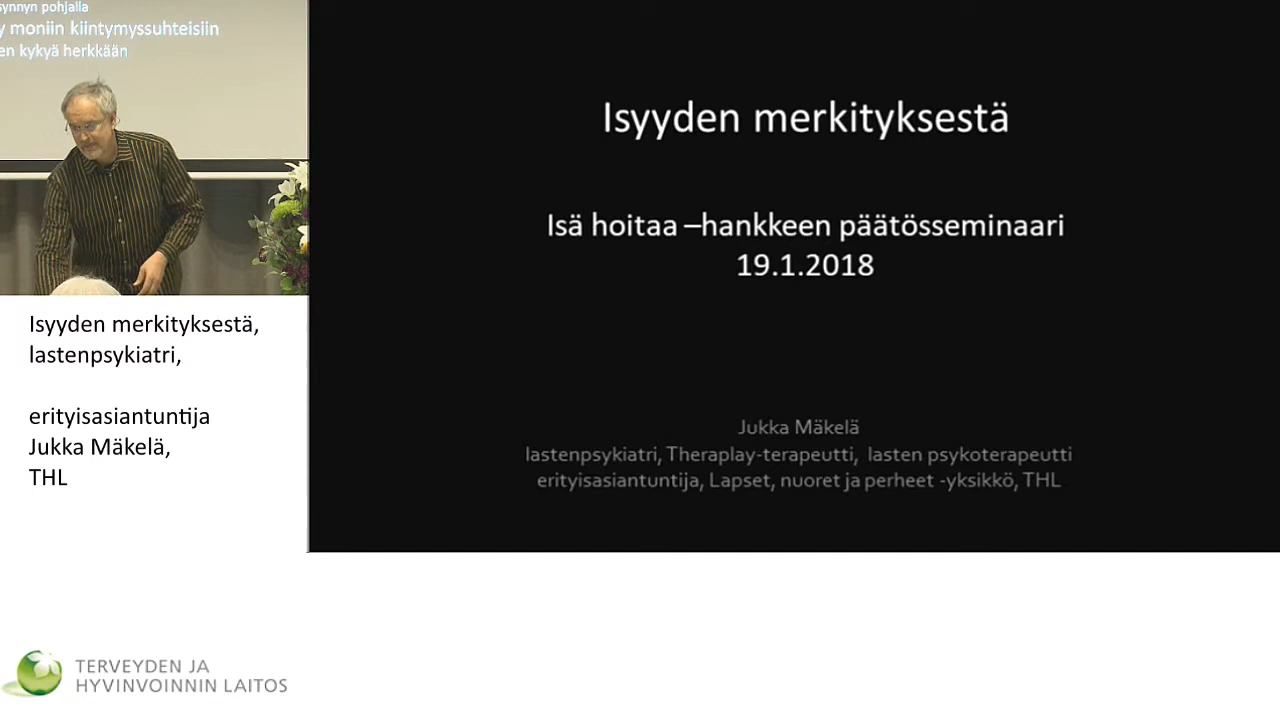 synnyn pohjalla
y moniin kiintymyssuhteisiin
en kykyä herkkään
Isyyden merkityksestä,
lastenpsykiatri,
erityisasiantuntija
Jukka Mäkelä,
THL
Isyyden merkityksestä
Isä hoitaa –hankkeen päätösseminaari
19.1.2018
Jukka Mäkelä
lastenpsykiatri, Theraplay-terapeutti, lasten psykoterapeutti
erityisasiantuntija, Lapset, nuoret ja perheet -yksikkö, THL
TERVEYDEN JA
HYVINVOINNIN LAITOS